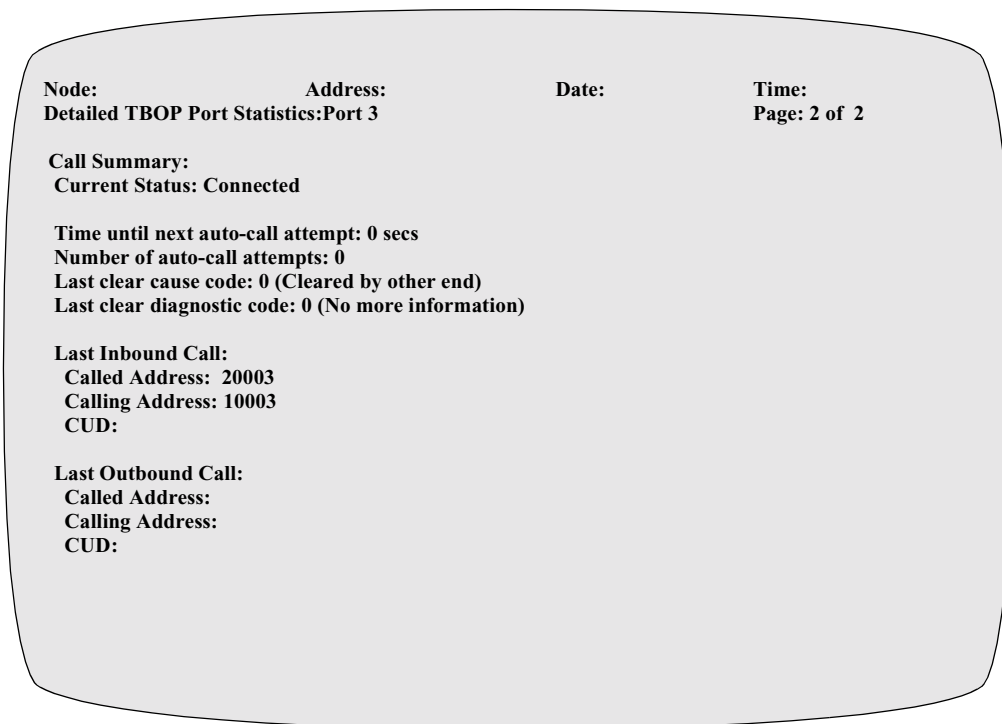 Node: Address: Date: Time:
Detailed TBOP Port Statistics:Port 3 Page: 2 of 2
Call Summary:
Current Status: Connected
Time until next auto-call attempt: 0 secs
Number of auto-call attempts: 0
Last clear cause code: 0 (Cleared by other end)
Last clear diagnostic code: 0 (No more information)
Last Inbound Call:
Called Address: 20003
Calling Address: 10003
CUD:
Last Outbound Call:
Called Address:
Calling Address:
CUD: